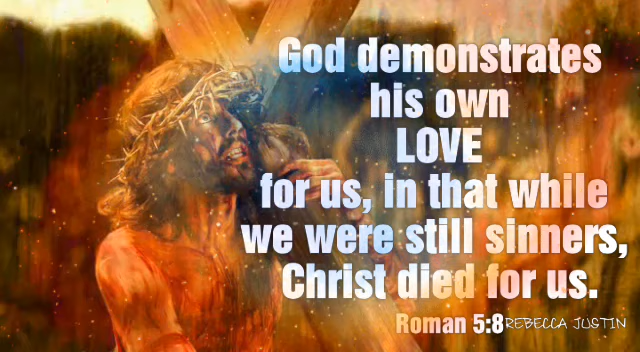 God demonstrates
his own
LOVE
for us, in that while
we were still sinners,
Christ died for us.
Roman 5:8 REBECCA JUSTIN